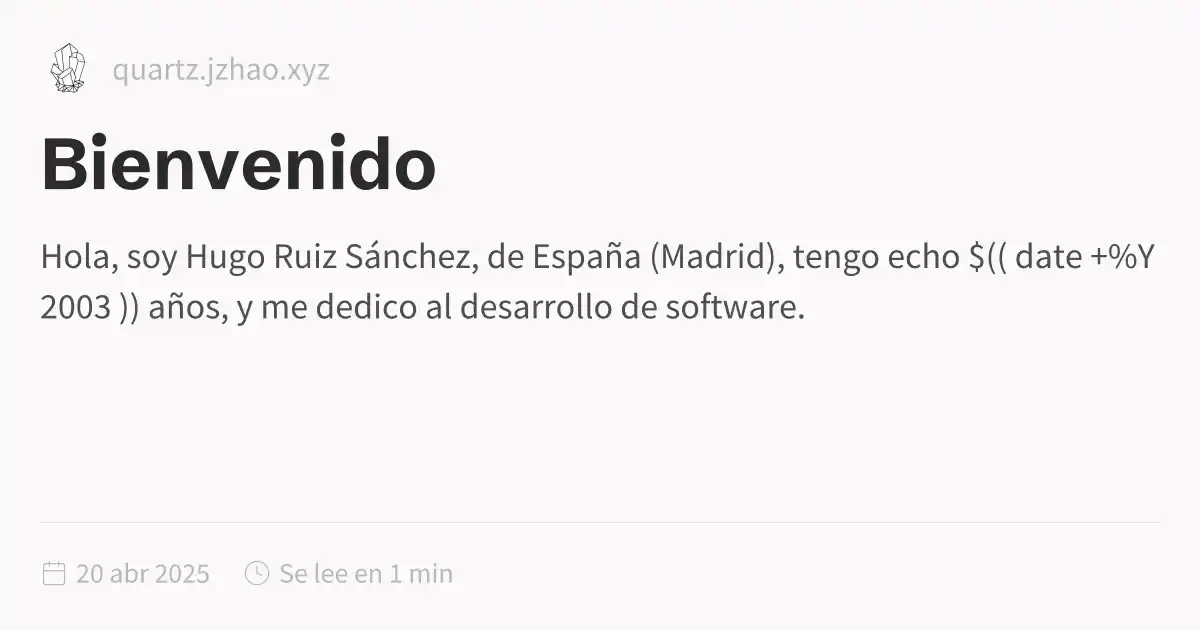 quartz.jzhao.xyz
Bienvenido
Hola, soy Hugo Ruiz Sánchez, de España (Madrid), tengo echo $(( date +%Y
2003 )) años, y me dedico al desarrollo de software.
20 abr 2025 Se lee en 1 min